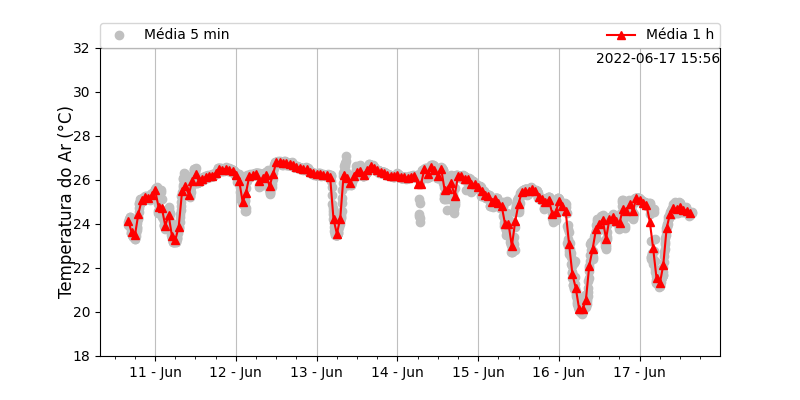 Média 5 min
Média 1 h
2022-06-17 15:56
Temperatura do Ar (°C)
32
30
28
26
24
22
20
18
11 - Jun
12 - Jun
13 - Jun
14 - Jun
15 - Jun
16 - Jun
17 - Jun